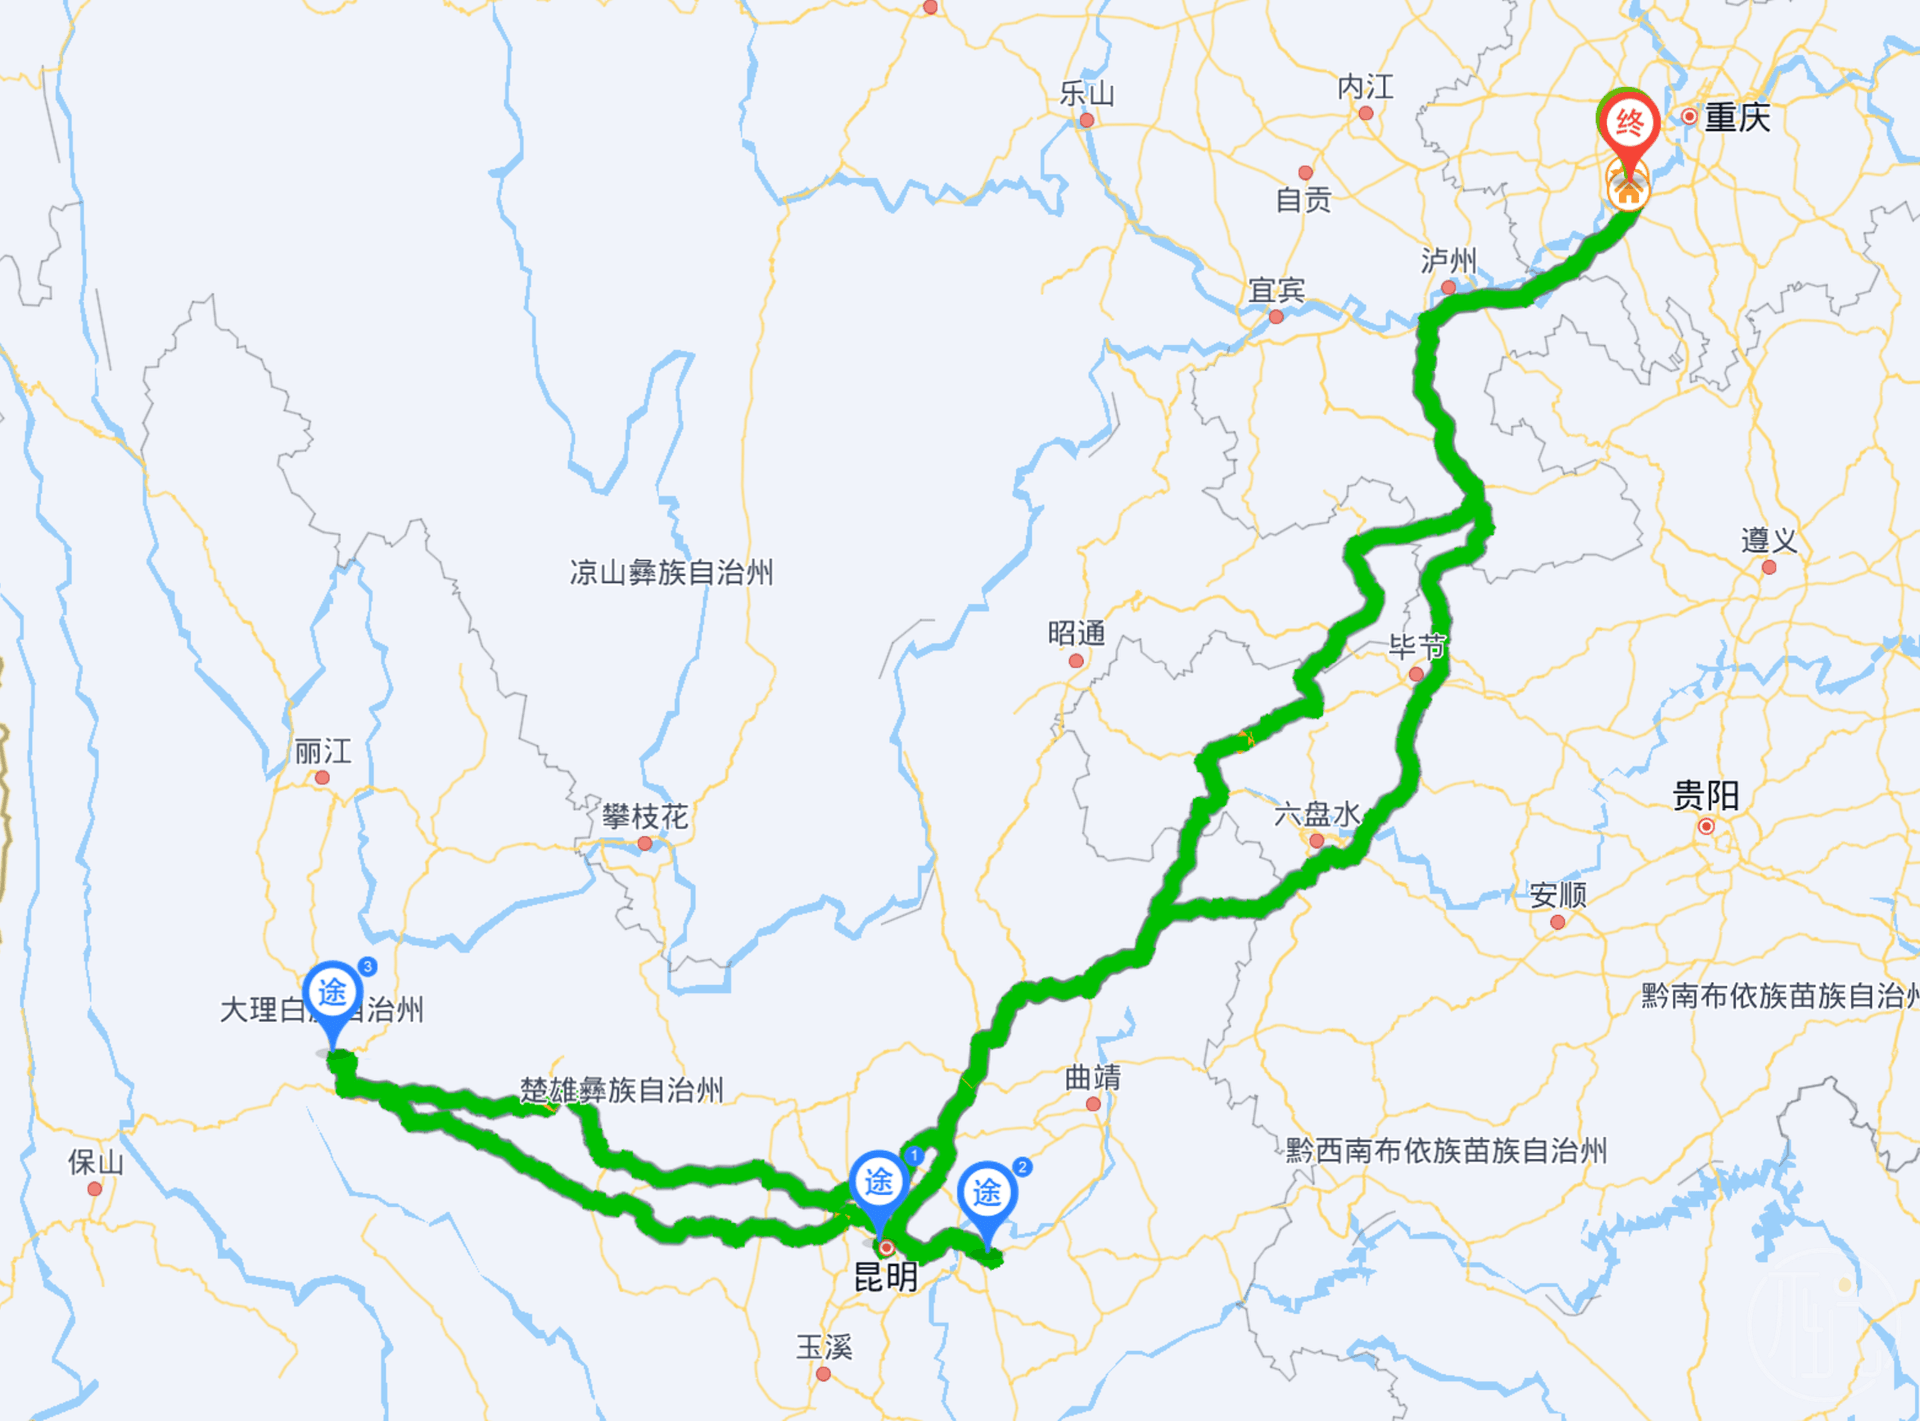 乐山
内江
终
重庆
自贡
泸州
宜宾
遵义
凉山彝族自治州
昭通
毕节
丽江
攀枝花
六盘水
贵阳
安顺
3
途
大理白族自治州
黔南布依族苗族自治州
曲靖
楚雄彝族自治州
1
途
2
途
保山
黔西南布依族苗族自治州
昆明
玉溪